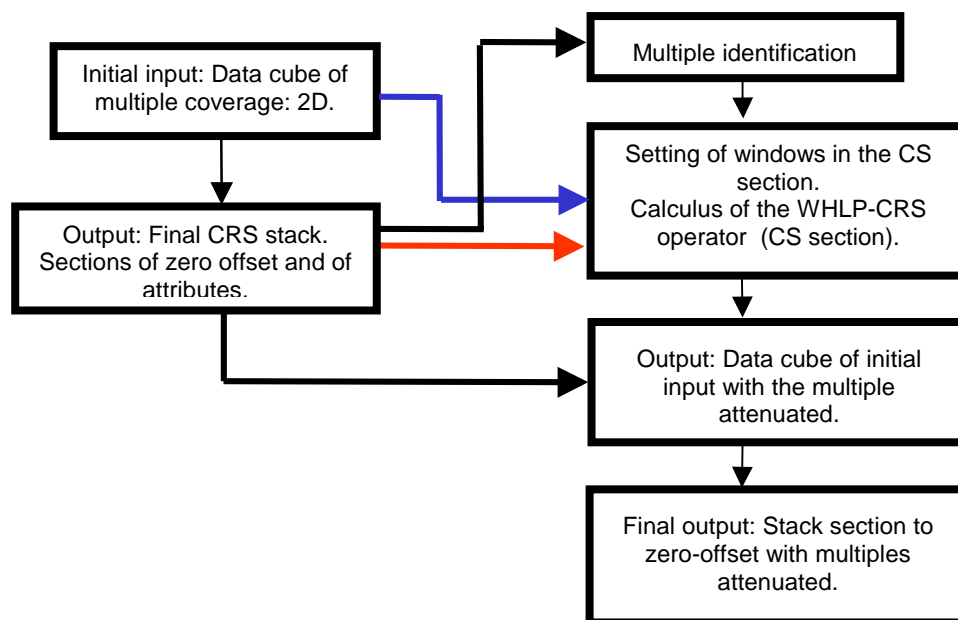 Initial input: Data cube of
multiple coverage: 2D.
Output: Final CRS stack.
Sections of zero offset and of
attributes.
Multiple identification
Setting of windows in the CS
section.
Calculus of the WHLP-CRS
operator (CS section).
Output: Data cube of initial
input with the multiple
attenuated.
Final output: Stack section to
zero-offset with multiples
attenuated.